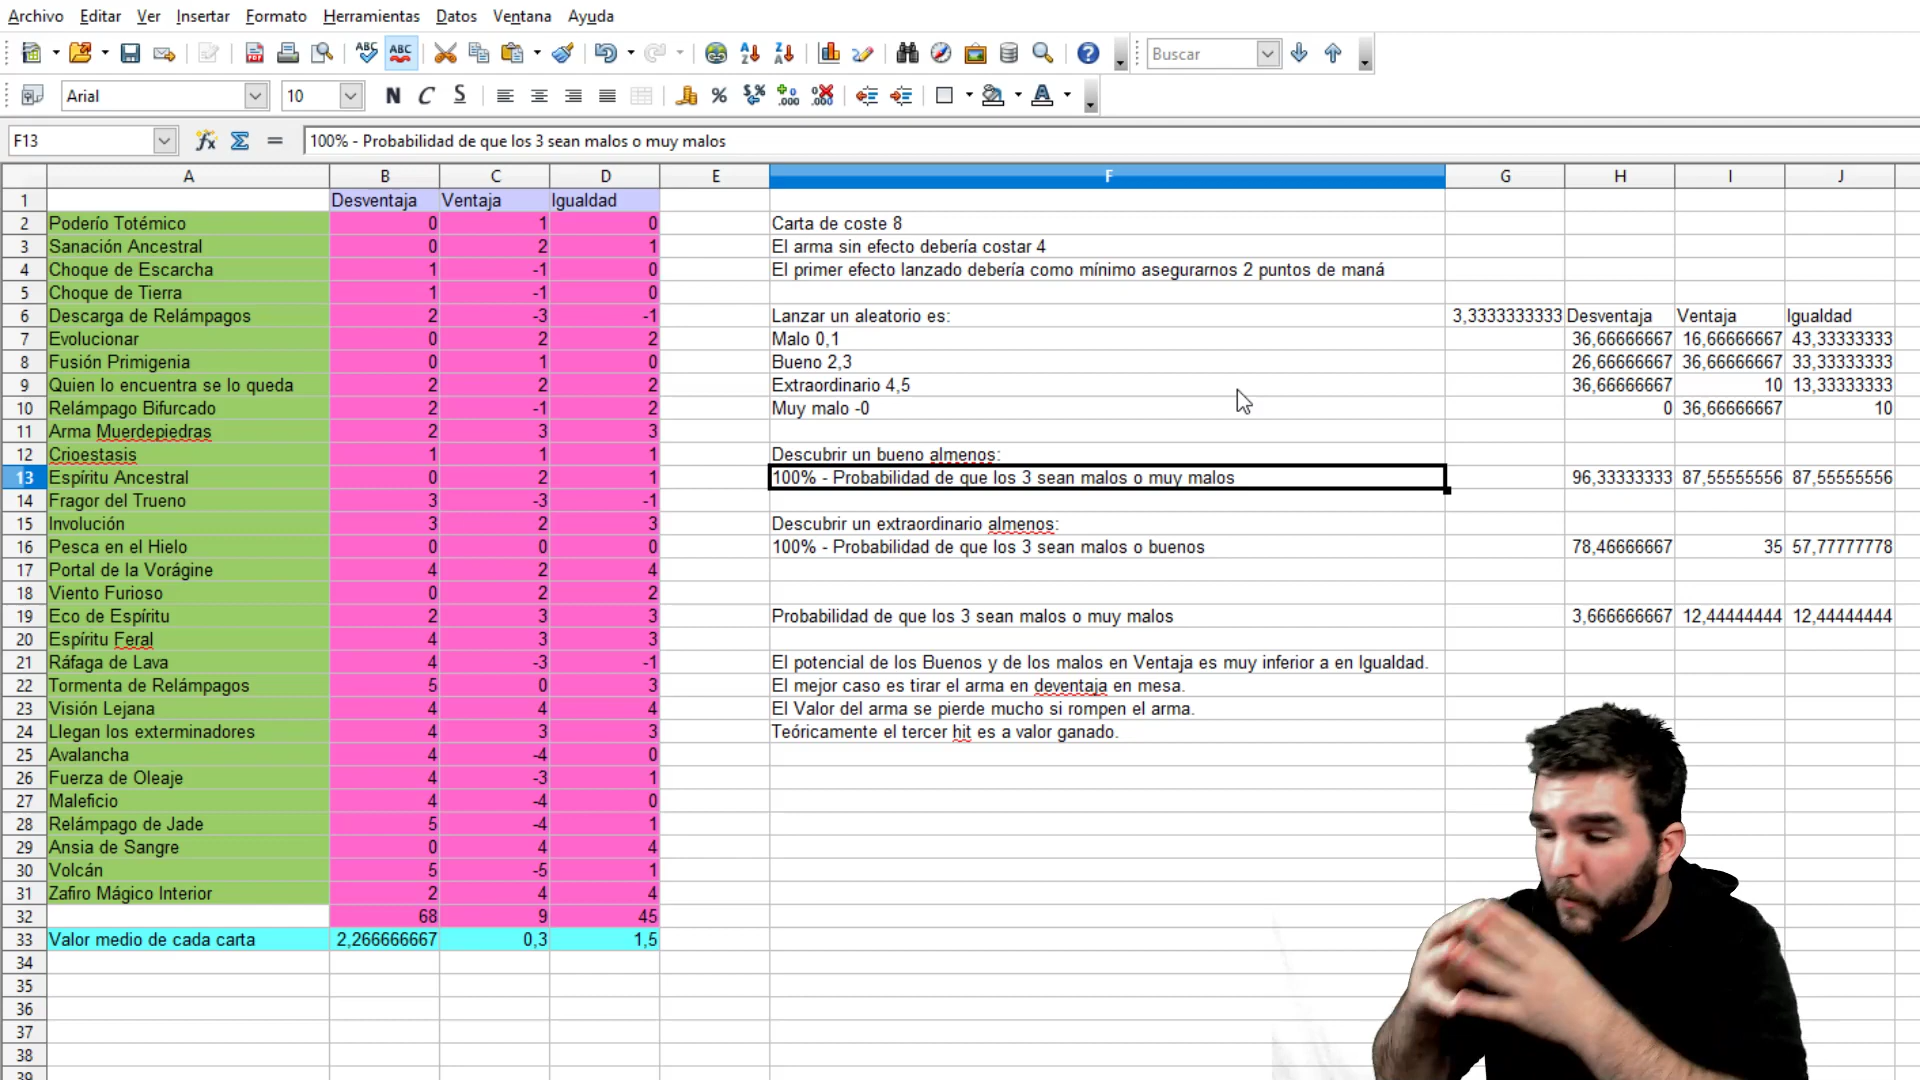 Archivo Editar Ver Insertar Formato Herramientas Datos Ventana Ayuda
Buscar
Arial 10 N C S
F13 100% - Probabilidad de que los 3 sean malos o muy malos
A B C D E F G H I J
1 Desventaja Ventaja Igualdad
2 Poderío Totémico 0 1 0 Carta de coste 8
3 Sanación Ancestral 0 2 1 El arma sin efecto debería costar 4
4 Choque de Escarcha 1 -1 0 El primer efecto lanzado debería como mínimo asegurarnos 2 puntos de maná
5 Choque de Tierra 1 -1 0
6 Descarga de Relámpagos 2 -3 -1 Lanzar un aleatorio es: 3,3333333333 Desventaja Ventaja Igualdad
7 Evolucionar 0 2 2 Malo 0,1 36,66666667 16,66666667 43,33333333
8 Fusión Primigenia 0 1 0 Bueno 2,3 26,66666667 36,66666667 33,33333333
9 Quien lo encuentra se lo queda 2 2 2 Extraordinario 4,5 36,66666667 10 13,33333333
10 Relámpago Bifurcado 2 -1 2 Muy malo -0 0 36,66666667 10
11 Arma Muerdepiedras 2 3 3
12 Crioestasis 1 1 1 Descubrir un bueno almenos:
13 Espíritu Ancestral 0 2 1 100% - Probabilidad de que los 3 sean malos o muy malos 96,33333333 87,55555556 87,55555556
14 Fragor del Trueno 3 -3 -1
15 Involución 3 2 3 Descubrir un extraordinario almenos:
16 Pesca en el Hielo 0 0 0 100% - Probabilidad de que los 3 sean malos o buenos 78,46666667 35 57,77777778
17 Portal de la Vorágine 4 2 4
18 Viento Furioso 0 2 2
19 Eco de Espíritu 2 3 3 Probabilidad de que los 3 sean malos o muy malos 3,666666667 12,44444444 12,44444444
20 Espíritu Feral 4 3 3
21 Ráfaga de Lava 4 -3 -1 El potencial de los Buenos y de los malos en Ventaja es muy inferior a en Igualdad.
22 Tormenta de Relámpagos 5 0 3 El mejor caso es tirar el arma en deventaja en mesa.
23 Visión Lejana 4 4 4 El Valor del arma se pierde mucho si rompen el arma.
24 Llegan los exterminadores 4 3 3 Teóricamente el tercer hit es a valor ganado.
25 Avalancha 4 -4 0
26 Fuerza de Oleaje 4 -3 1
27 Maleficio 4 -4 0
28 Relámpago de Jade 5 -4 1
29 Ansia de Sangre 0 4 4
30 Volcán 5 -5 1
31 Zafiro Mágico Interior 2 4 4
32 68 9 45
33 Valor medio de cada carta 2,266666667 0,3 1,5
34
35
36
37
38
39